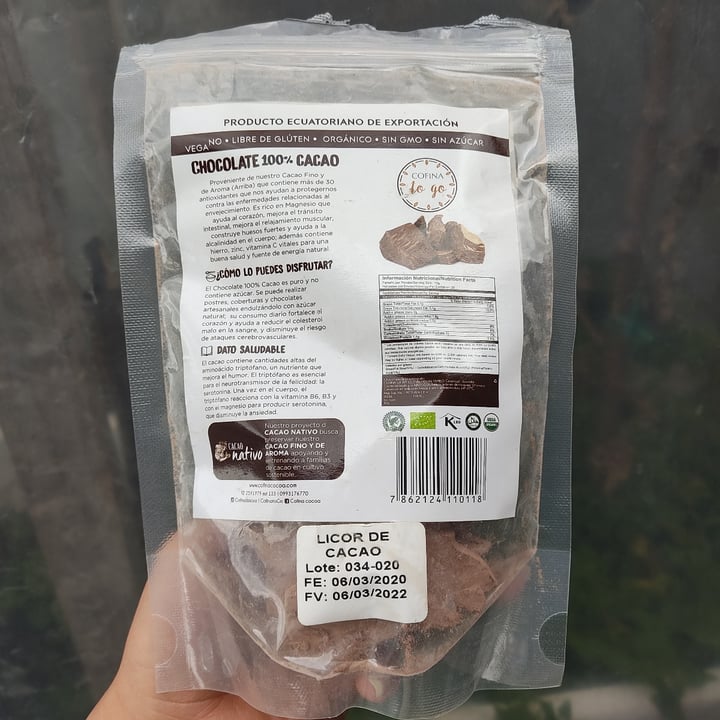 PRODUCTO ECUATORIANO DE EXPORTACIÓN
VEGANO • LIBRE DE GLÚTEN • ORGÁNICO • SIN GMO • SIN AZÚCAR
CHOCOLATE 100% CACAO
Proveniente de nuestro Cacao Fino y
de Aroma (Arriba) que contiene más de 30
antioxidantes que nos ayudan a protegernos
contra las enfermedades relacionadas al
envejecimiento. Es rico en Magnesio que
ayuda al corazón, mejora el tránsito
intestinal, mejora el relajamiento muscular,
construye huesos fuertes y ayuda a la
alcalinidad en el cuerpo; además contiene
hierro, zinc, vitamina C vitales para una
buena salud y fuente de energía natural.
COFINA
to go
¿CÓMO LO PUEDES DISFRUTAR?
El Chocolate 100% Cacao es puro y no
contiene azúcar. Se puede realizar
postres, coberturas y chocolates
artesanales endulzándolo con azúcar
natural; su consumo diario fortalece el
corazón y ayuda a reducir el colesterol
malo en la sangre, y disminuye el riesgo
de ataques cerebrovasculares.
DATO SALUDABLE
El cacao contiene cantidades altas del
aminoácido triptófano, un nutriente que
mejora el humor. El triptófano es esencial
para el neurotransmisor de la felicidad: la
serotonina. Una vez en el cuerpo, el
triptófano reacciona con la vitamina B6, B3 y
con el magnesio para producir serotonina,
que disminuye la ansiedad.
Información Nutricional/Nutrition Facts
CACAO
nativo
Nuestro proyecto d
CACAO NATIVO busca
preservar nuestro
CACAO FINO Y DE
AROMA apoyando y
entrenando a familias
de cacao en cultivo
sostenible.
www.cofinacocoa.com
0993176770
Cofina cocoa
7 862124 110118
LICOR DE
CACAO
Lote: 034-020
FE: 06/03/2020
FV: 06/03/2022